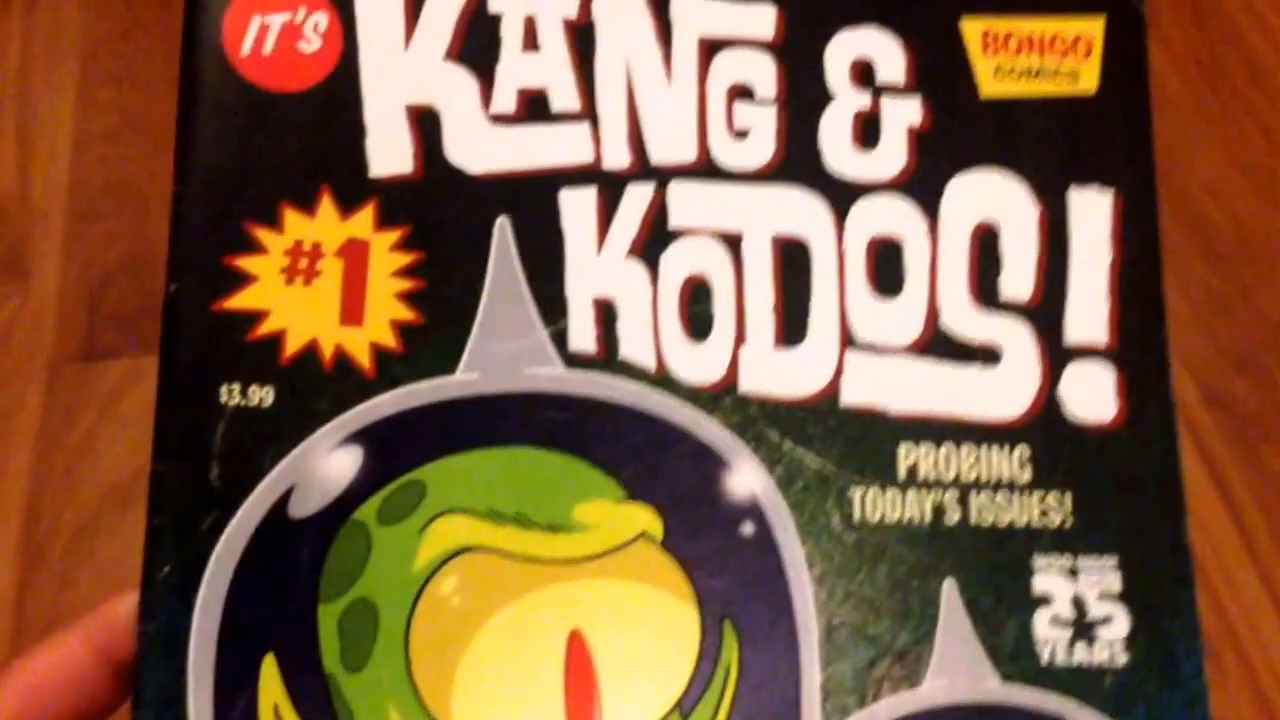 IT'S
KANG &
KODOS!
BONGO
COMICS
#1
$3.99
PROBING
TODAY'S ISSUES!
25
YEARS